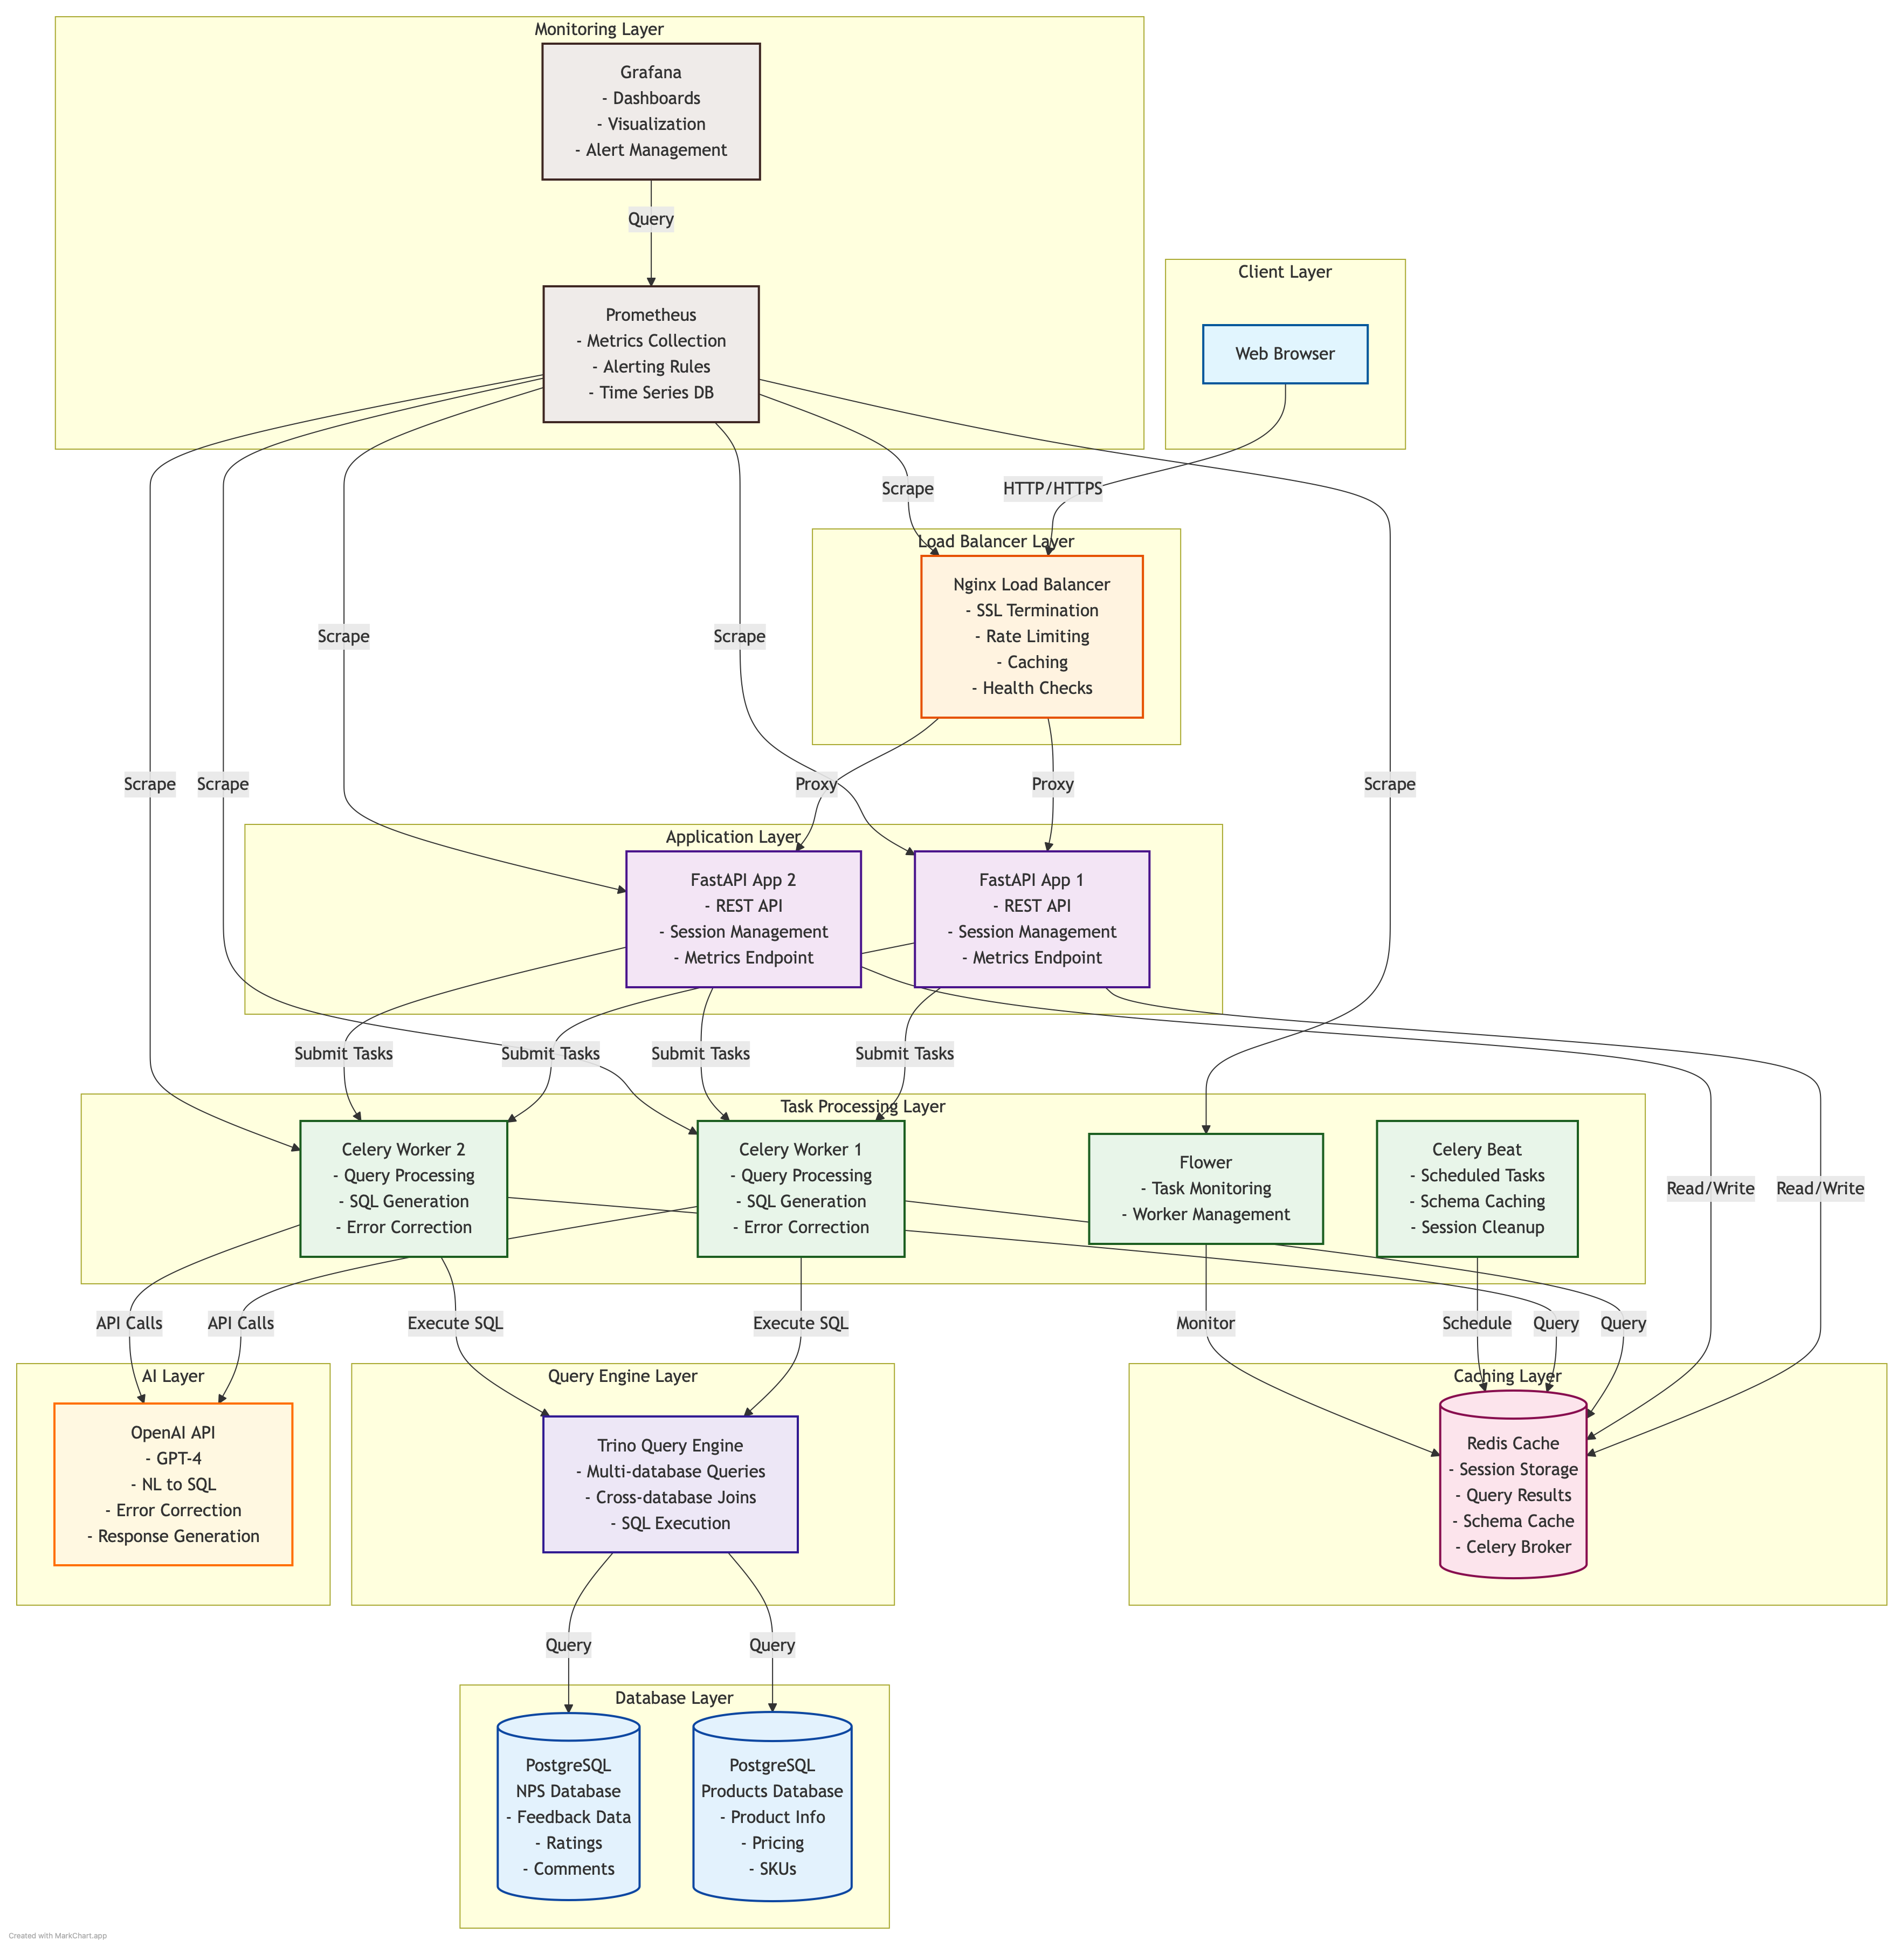 Monitoring Layer
Grafana
- Dashboards
- Visualization
- Alert Management
Query
Prometheus
- Metrics Collection
- Alerting Rules
- Time Series DB
Client Layer
Web Browser
Scrape
HTTP/HTTPS
Load Balancer Layer
Nginx Load Balancer
- SSL Termination
- Rate Limiting
- Caching
- Health Checks
Scrape
Scrape
Scrape
Scrape
Proxy
Proxy
Scrape
Application Layer
FastAPI App 2
- REST API
- Session Management
- Metrics Endpoint
FastAPI App 1
- REST API
- Session Management
- Metrics Endpoint
Submit Tasks
Submit Tasks
Submit Tasks
Submit Tasks
Task Processing Layer
Celery Worker 2
- Query Processing
- SQL Generation
- Error Correction
Celery Worker 1
- Query Processing
- SQL Generation
- Error Correction
Flower
- Task Monitoring
- Worker Management
Celery Beat
- Scheduled Tasks
- Schema Caching
- Session Cleanup
Read/Write
Read/Write
API Calls
API Calls
Execute SQL
Execute SQL
Monitor
Schedule
Query
Query
AI Layer
OpenAI API
- GPT-4
- NL to SQL
- Error Correction
- Response Generation
Query Engine Layer
Trino Query Engine
- Multi-database Queries
- Cross-database Joins
- SQL Execution
Caching Layer
Redis Cache
- Session Storage
- Query Results
- Schema Cache
- Celery Broker
Query
Query
Database Layer
PostgreSQL
NPS Database
- Feedback Data
- Ratings
- Comments
PostgreSQL
Products Database
- Product Info
- Pricing
- SKUs
Created with MarkChart.app